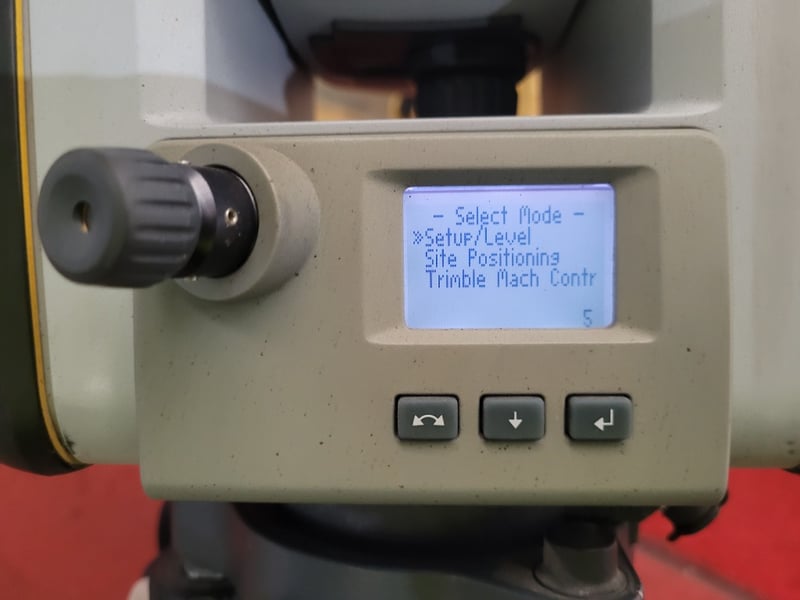 - Select Mode -
»Setup/Level
Site Positioning
Trimble Mach Contr
5